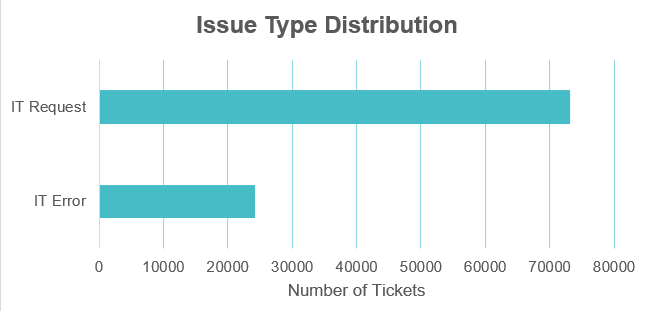 Issue Type Distribution
IT Request
IT Error
0 10000 20000 30000 40000 50000 60000 70000 80000
Number of Tickets